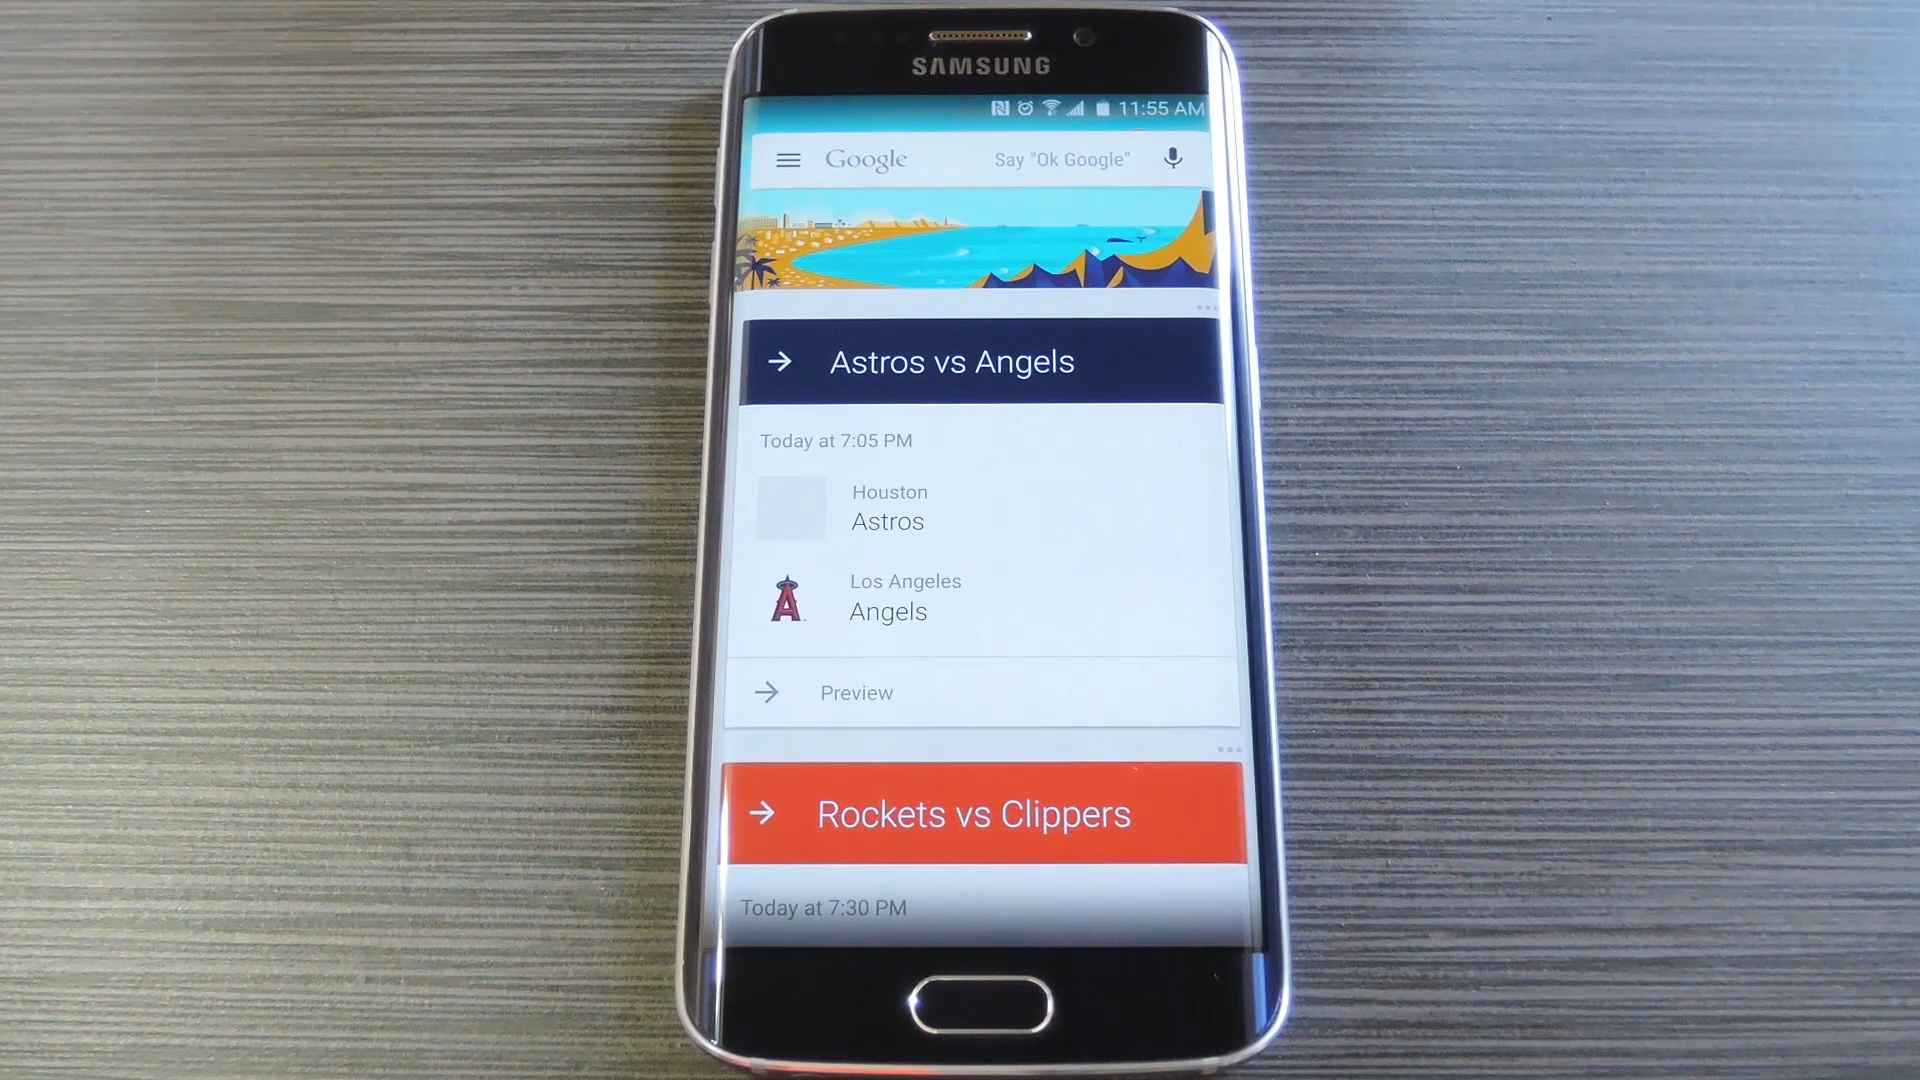 SAMSUNG
11:55 AM
Google Say "Ok Google"
Astros vs Angels
Today at 7:05 PM
Houston
Astros
A
Los Angeles
Angels
Preview
Rockets vs Clippers
Today at 7:30 PM